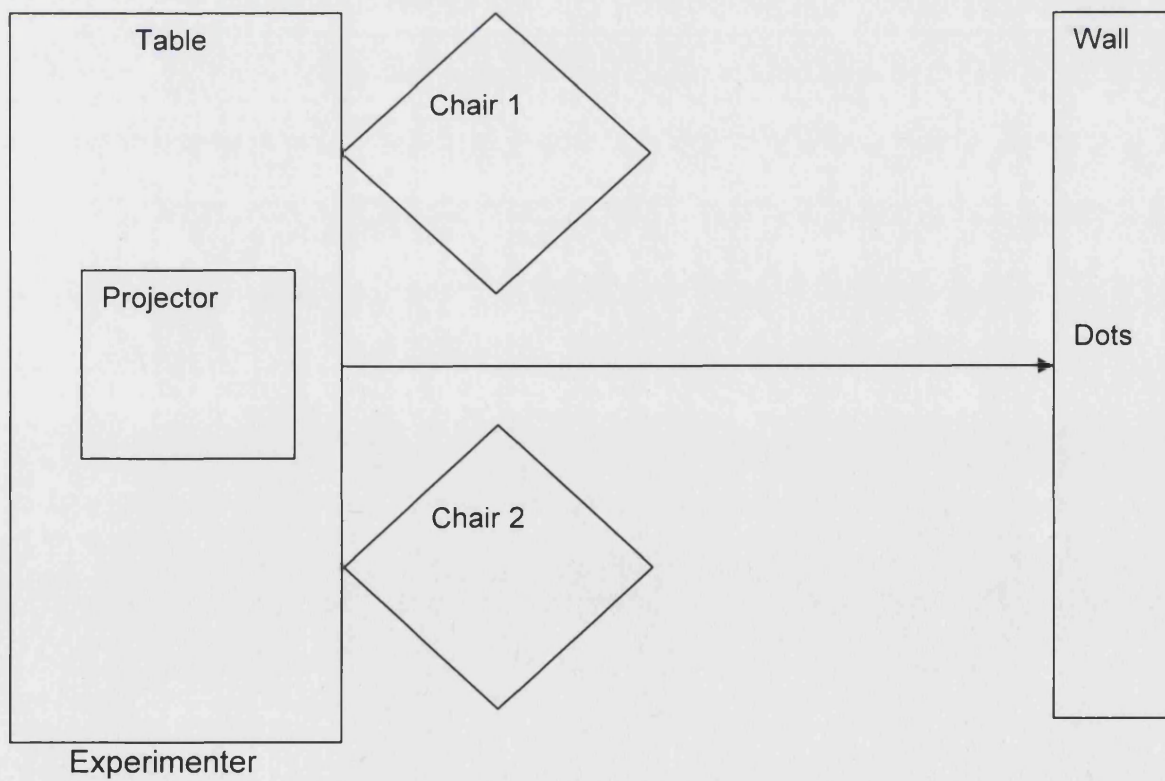 Table
Wall
Chair 1
Projector
Dots
Chair 2
Experimenter